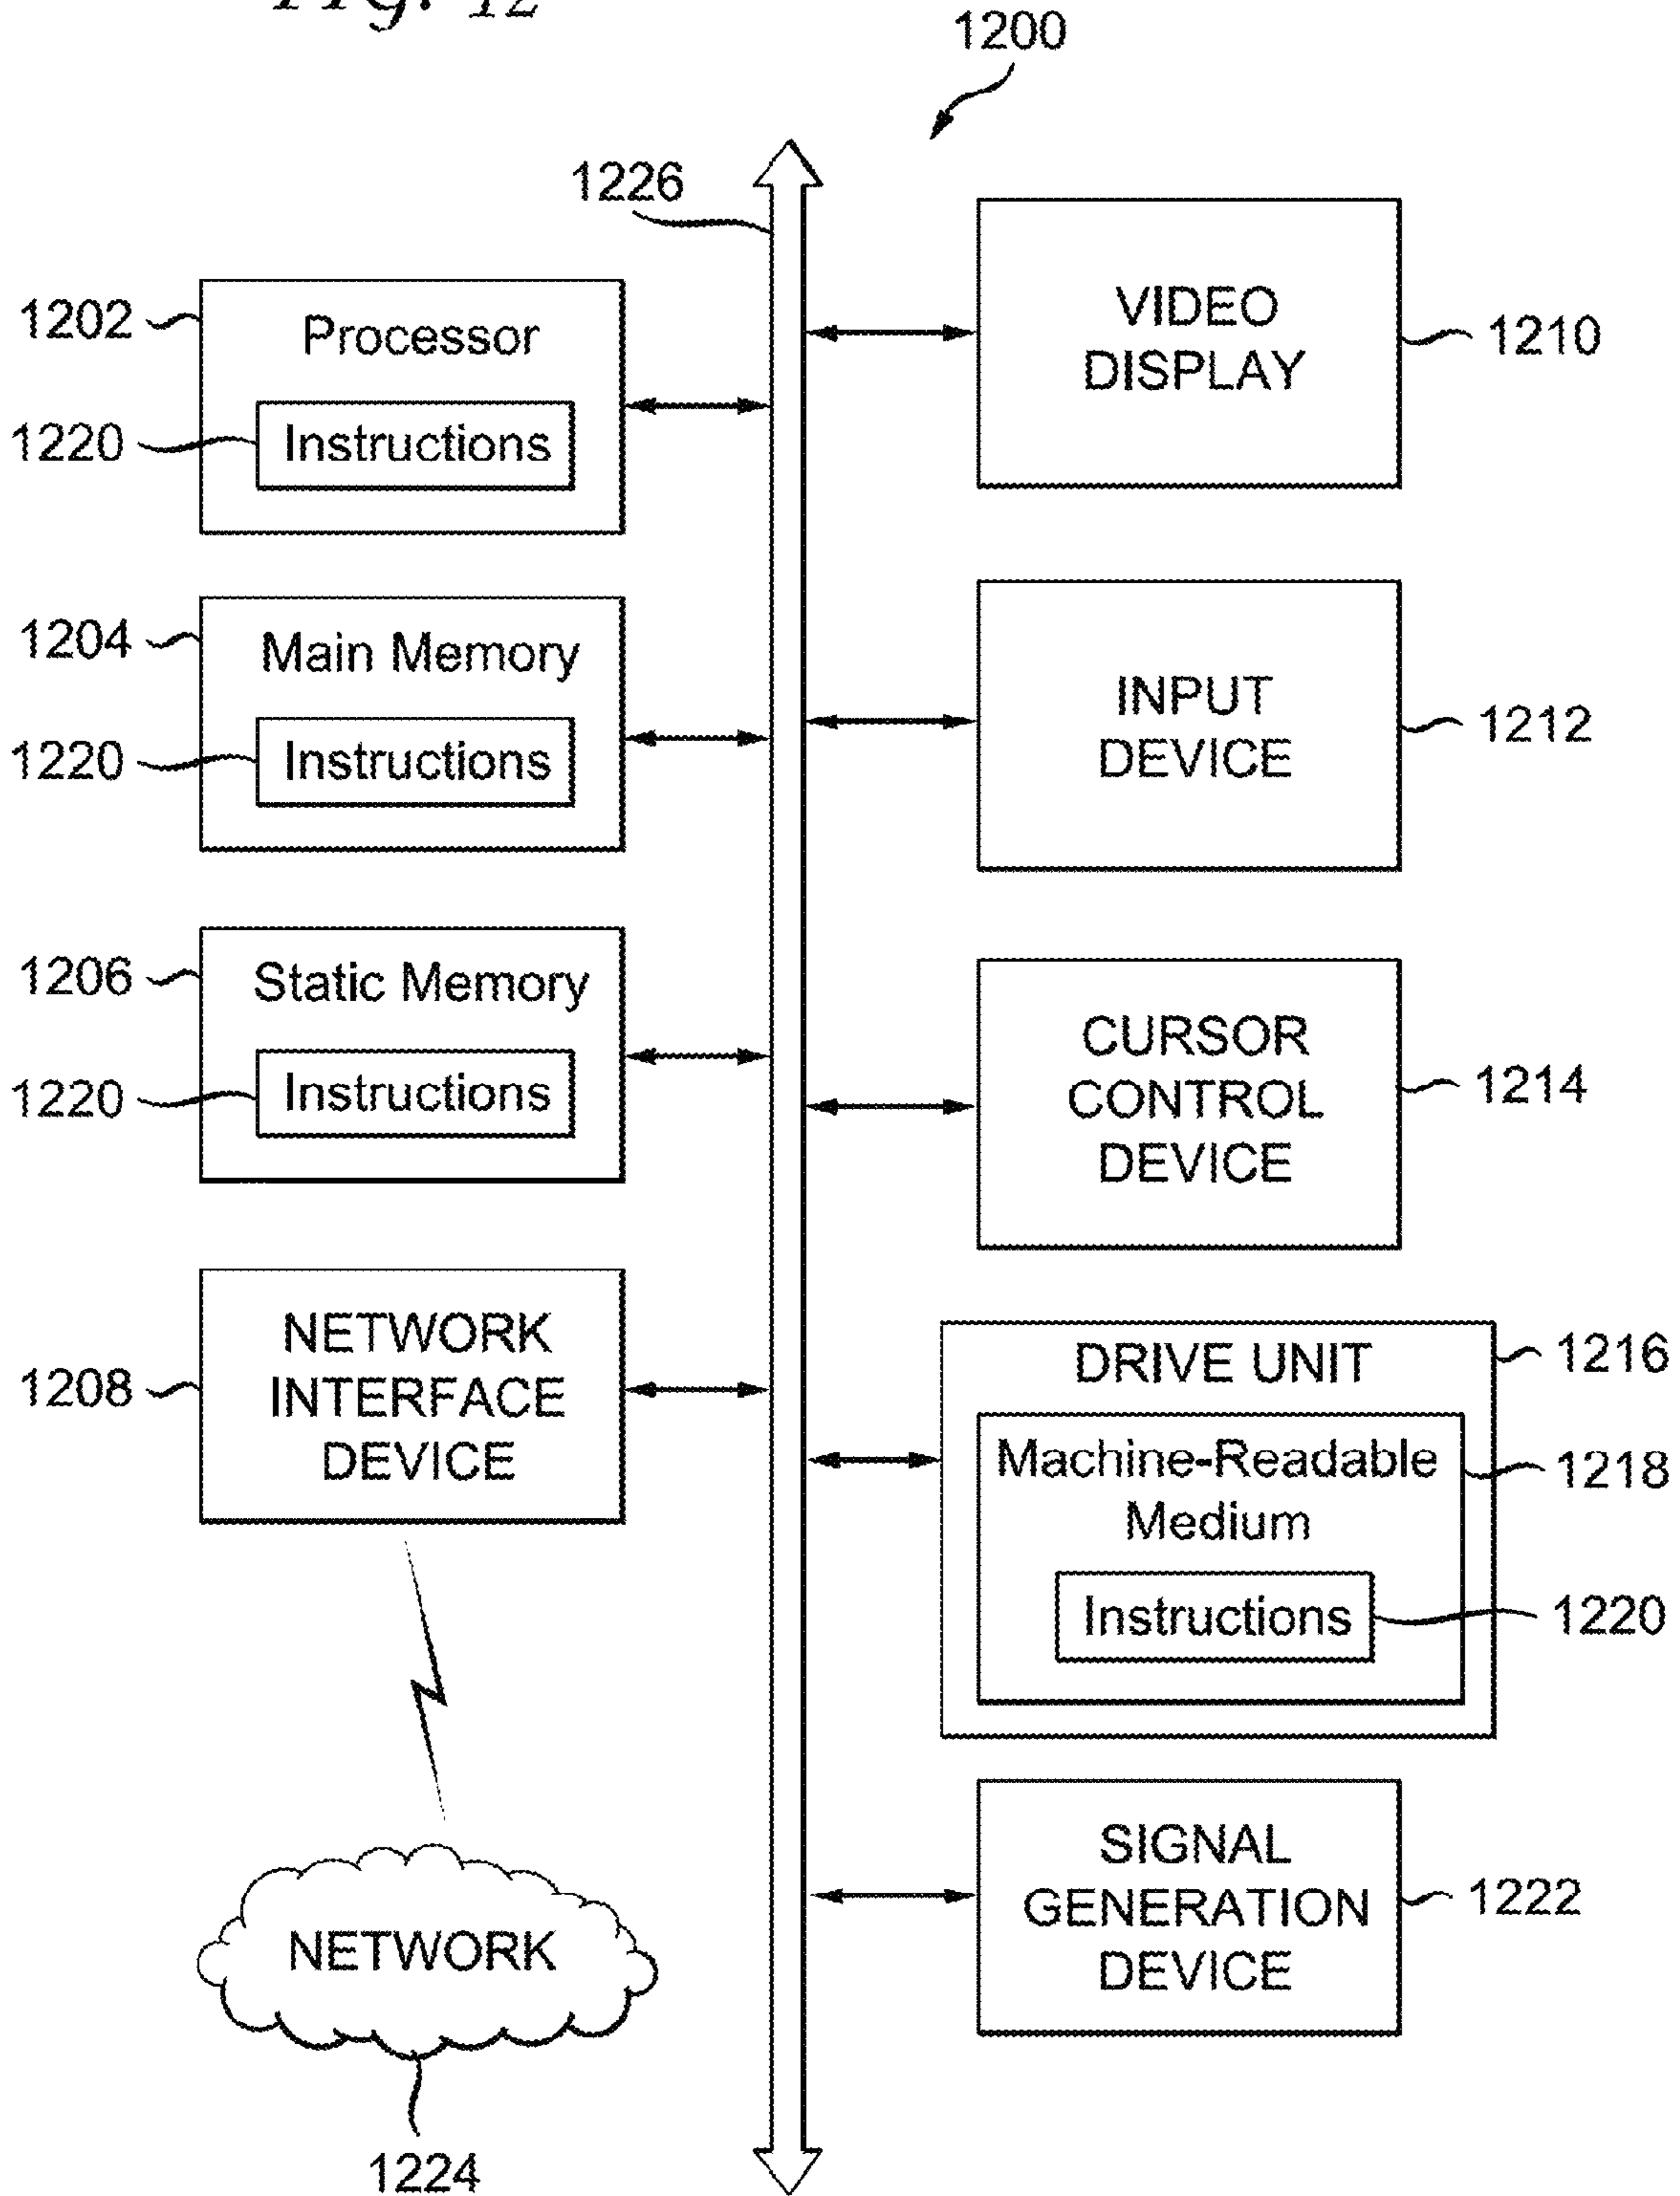 FIG. 12
1200
1226
1202
Processor
1220
Instructions
1204
Main Memory
1220
Instructions
1206
Static Memory
1220
Instructions
1208
NETWORK
INTERFACE
DEVICE
NETWORK
1224
VIDEO
DISPLAY
1210
INPUT
DEVICE
1212
CURSOR
CONTROL
DEVICE
1214
DRIVE UNIT
1216
Machine-Readable
Medium
1218
Instructions
1220
SIGNAL
GENERATION
DEVICE
1222